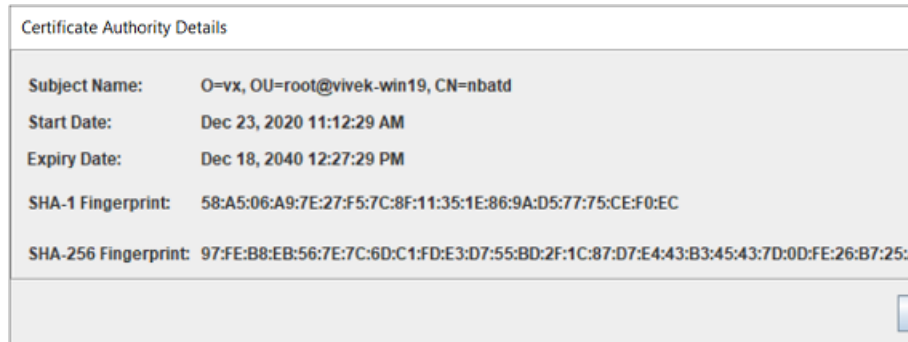 Certificate Authority Details
Subject Name: O=vx, OU=root@vivek-win19, CN=nbatd
Start Date: Dec 23, 2020 11:12:29 AM
Expiry Date: Dec 18, 2040 12:27:29 PM
SHA-1 Fingerprint: 58:A5:06:A9:7E:27:F5:7C:8F:11:35:1E:86:9A:D5:77:75:CE:F0:EC
SHA-256 Fingerprint: 97:FE:B8:EB:56:7E:7C:6D:C1:FD:E3:D7:55:BD:2F:1C:87:D7:E4:43:B3:45:43:7D:0D:FE:26:B7:25: